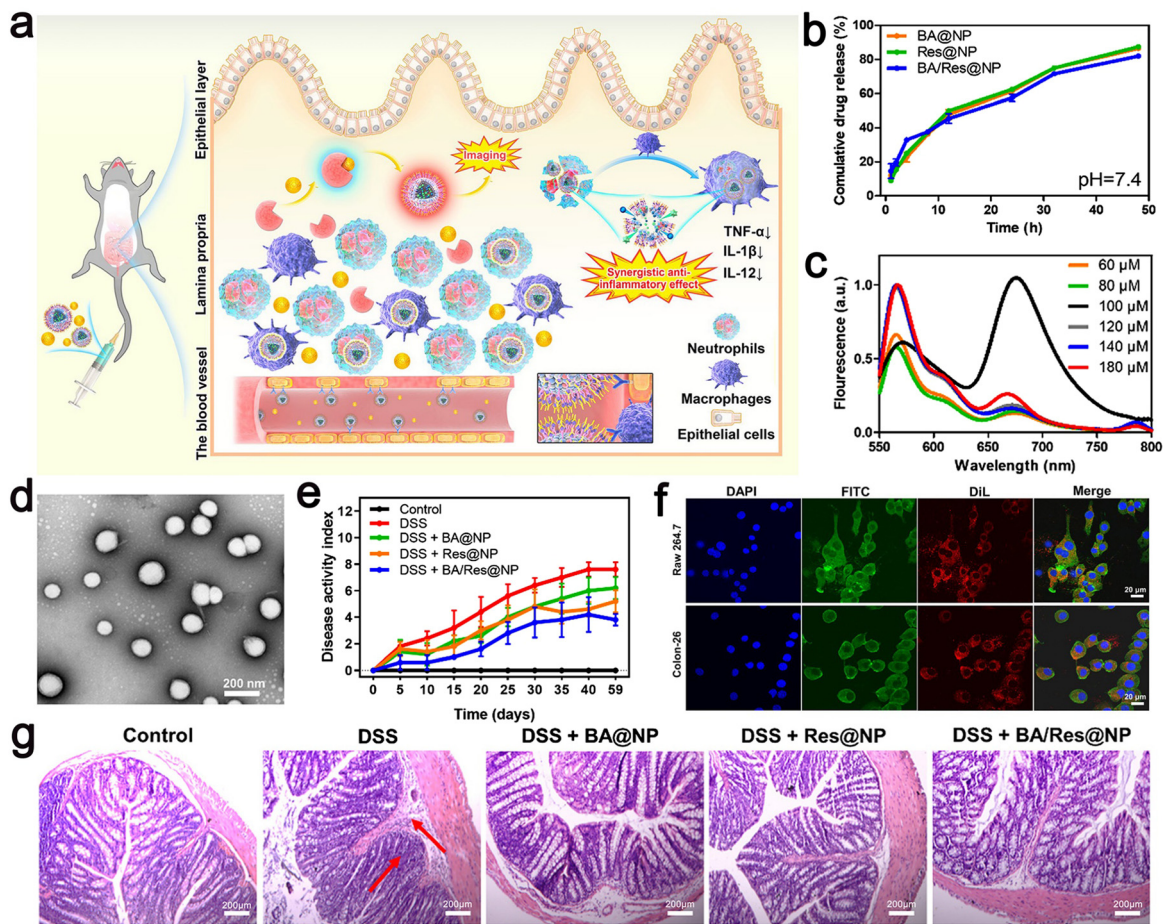 a
Epithelial layer
Lamina propria
The blood vessel
Imaging
TNF-α↓
IL-1β↓
IL-12↓
Synergistic anti-
inflammatory effect
Neutrophils
Macrophages
Epithelial cells
b
Comulative drug release (%)
100
80
60
40
20
0
BA@NP
Res@NP
BA/Res@NP
pH=7.4
0 10 20 30 40 50
Time (h)
c
Flourescence (a.u.)
1.5
1.0
0.5
0.0
60 μM
80 μM
100 μM
120 μM
140 μM
180 μM
550 600 650 700 750 800
Wavelength (nm)
d
200 nm
e
Disease activity index
12
10
8
6
4
2
0
Control
DSS
DSS + BA@NP
DSS + Res@NP
DSS + BA/Res@NP
0 5 10 15 20 25 30 35 40 59
Time (days)
f
DAPI FITC DiL Merge
Raw 264.7
20 μm
Colon-26
20 μm
g
Control DSS DSS + BA@NP DSS + Res@NP DSS + BA/Res@NP
200μm 200μm 200μm 200μm 200μm